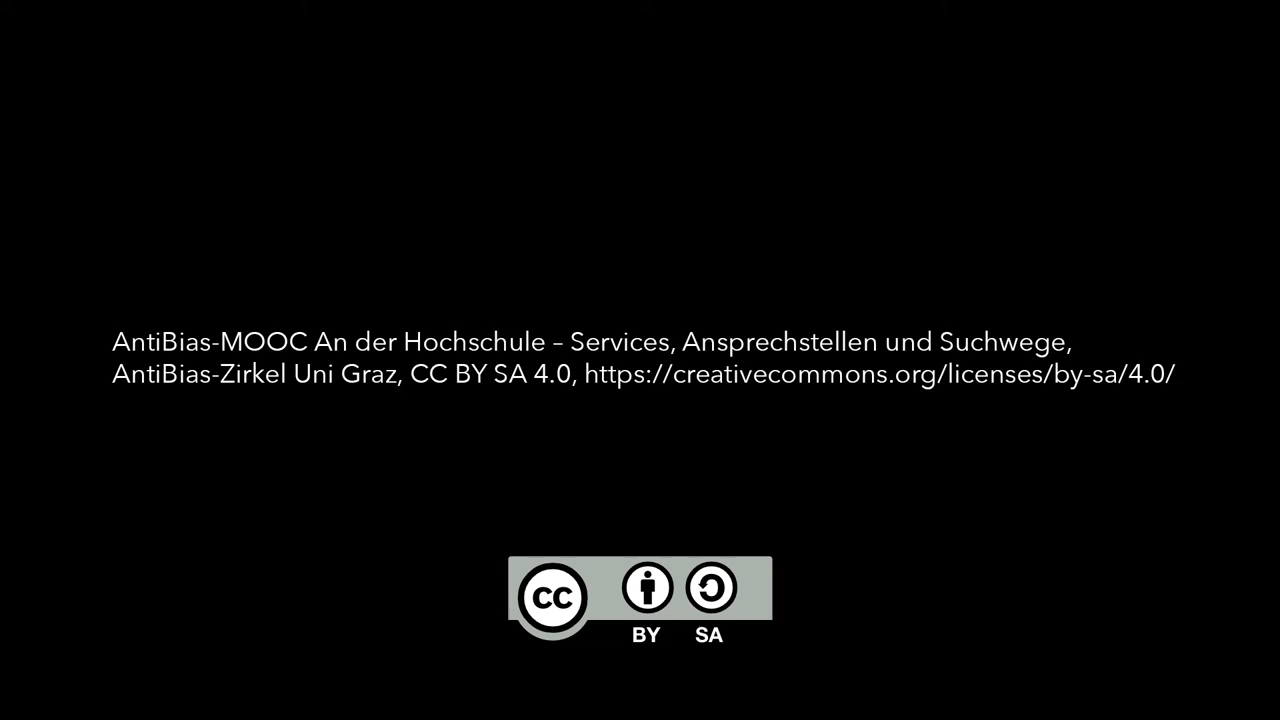 AntiBias-MOOC An der Hochschule – Services, Ansprechstellen und Suchwege,
AntiBias-Zirkel Uni Graz, CC BY SA 4.0, https://creativecommons.org/licenses/by-sa/4.0/
CC
BY SA